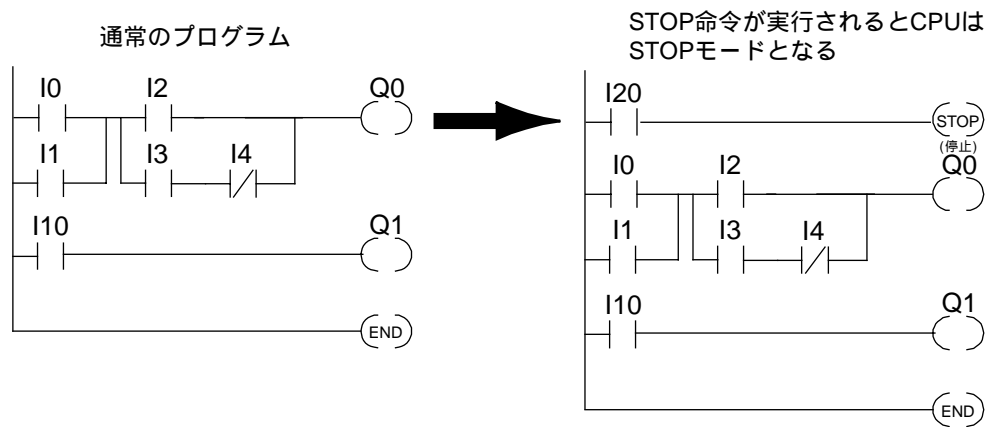 通常のプログラム
I0 I2 Q0
I1 I3 I4
I10 Q1
END
STOP命令が実行されるとCPUは
STOPモードとなる
I20 STOP
(停止)
I0 I2 Q0
I1 I3 I4
I10 Q1
END